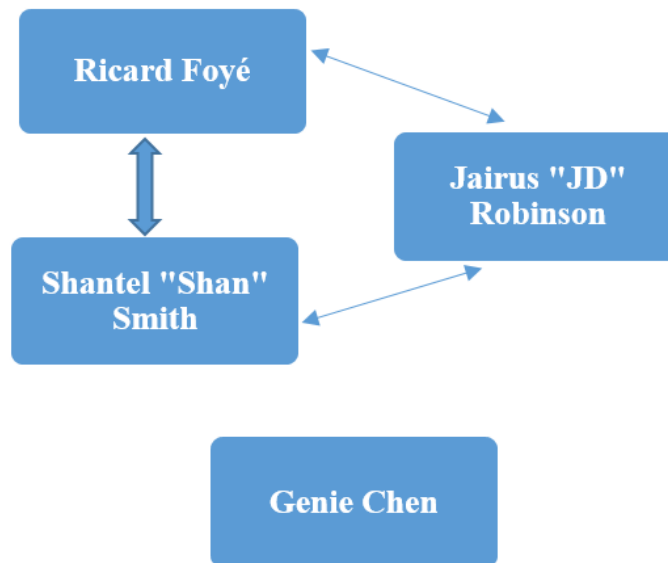 Ricard Foyé
Jairus "JD"
Robinson
Shantel "Shan"
Smith
Genie Chen